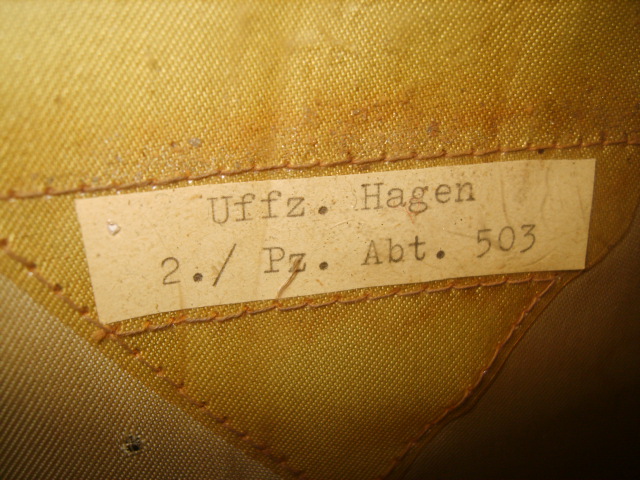 Uffz. Hagen
2./ Pz. Abt. 503